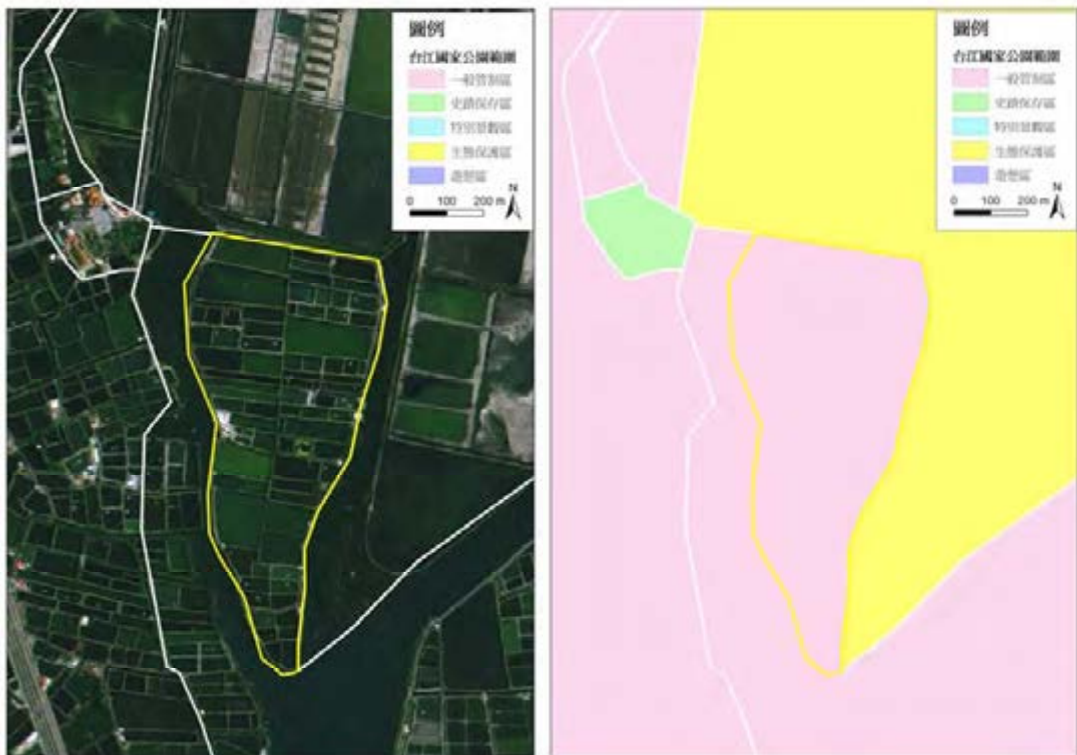 圖例
台江國家公園範圍
一般管制區
史蹟保存區
特別景觀區
生態保護區
遊憩區
0 100 200 m
N
圖例
台江國家公園範圍
一般管制區
史蹟保存區
特別景觀區
生態保護區
遊憩區
0 100 200 m
N